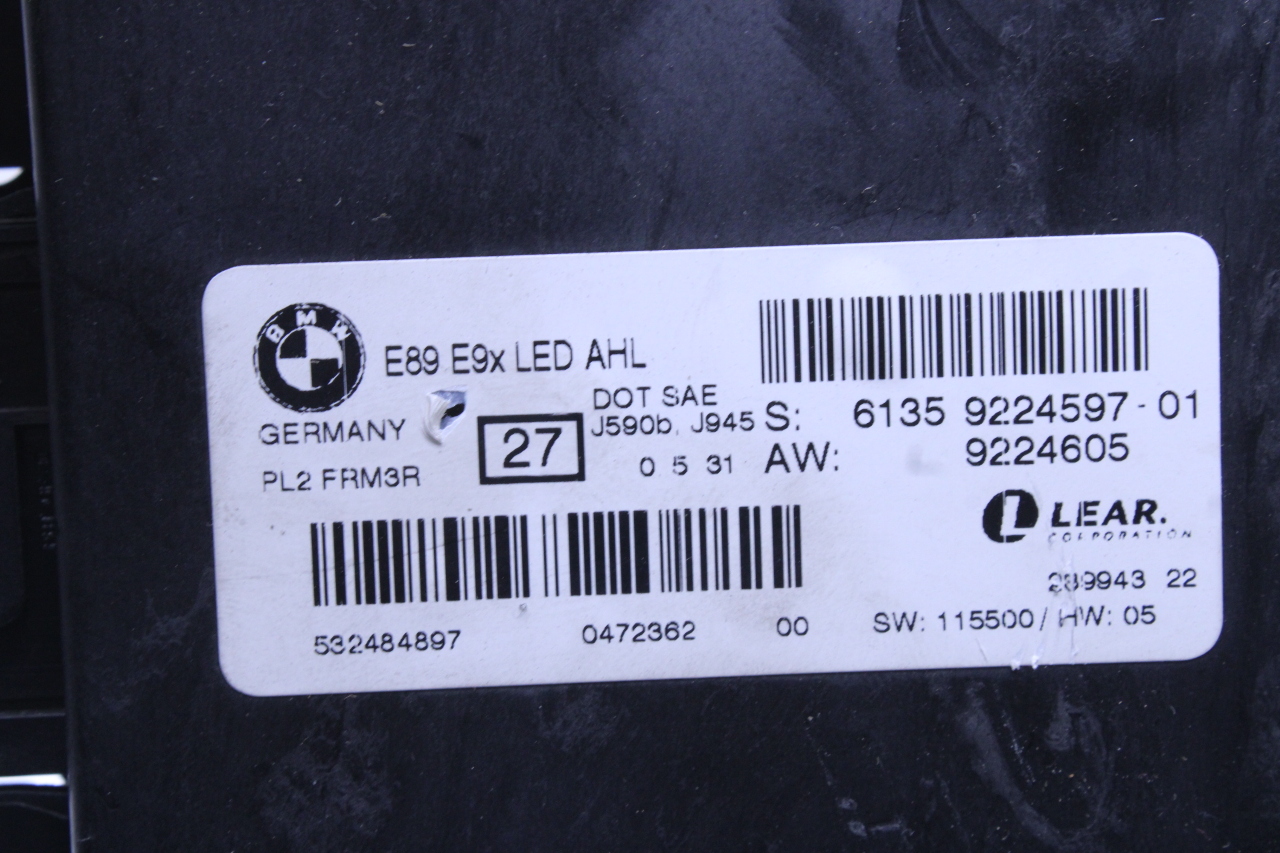 BMW
E89 E9x LED AHL
DOT SAE
J590b, J945
S: 6135 9224597-01
GERMANY
27
0 5 31
AW: 9224605
PL2 FRM3R
L LEAR.
CORPORATION
289943 22
532484897 0472362 00
SW: 115500/ HW: 05